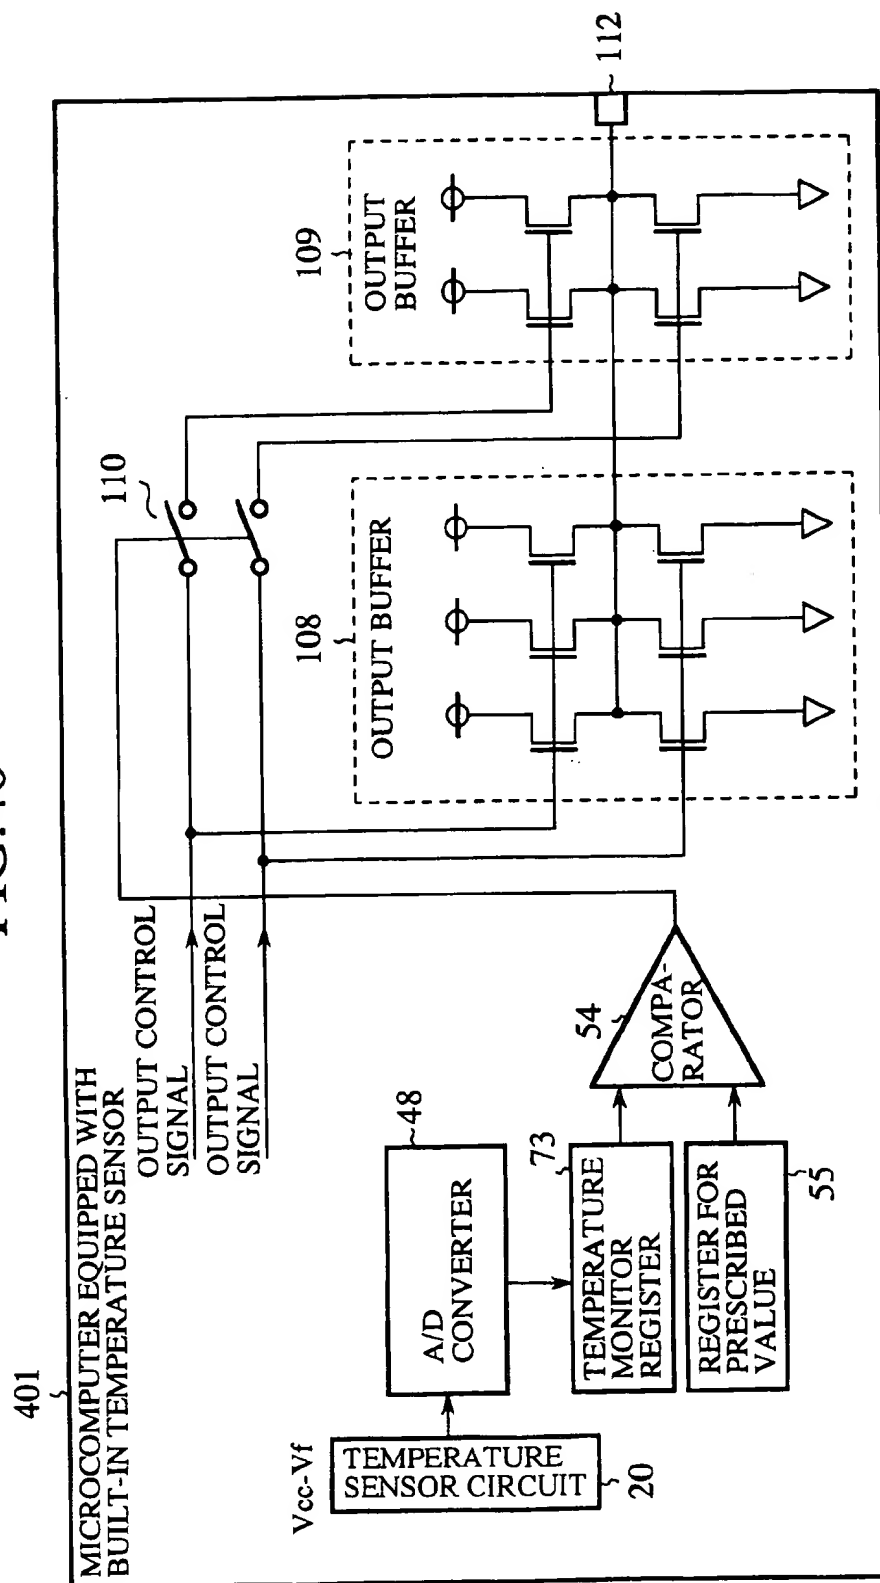 401
MICROCOMPUTER EQUIPPED WITH
BUILT-IN TEMPERATURE SENSOR
OUTPUT CONTROL
SIGNAL
OUTPUT CONTROL
SIGNAL
110
108
OUTPUT BUFFER
109
OUTPUT
BUFFER
112
Vcc-Vf
TEMPERATURE
SENSOR CIRCUIT
20
48
A/D
CONVERTER
73
TEMPERATURE
MONITOR
REGISTER
REGISTER FOR
PRESCRIBED
VALUE
55
54
COMPA-
RATOR